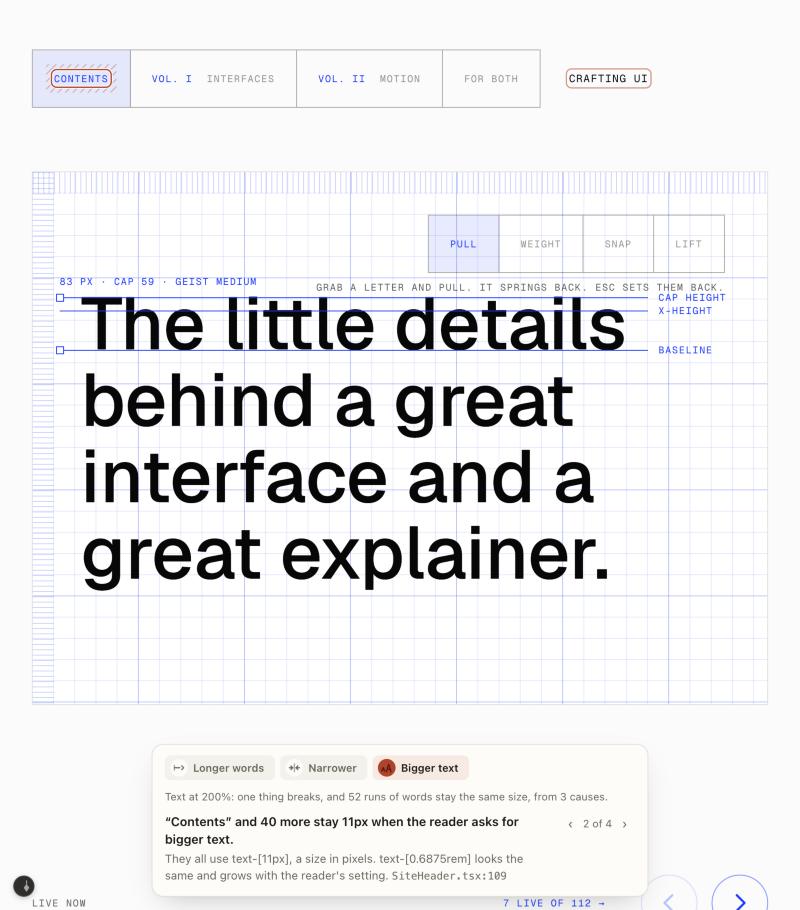 CONTENTS
VOL. I INTERFACES
VOL. II MOTION
FOR BOTH
CRAFTING UI
PULL
WEIGHT
SNAP
LIFT
83 PX · CAP 59 · GEIST MEDIUM
GRAB A LETTER AND PULL. IT SPRINGS BACK. ESC SETS THEM BACK.
CAP HEIGHT
X-HEIGHT
BASELINE
The little details
behind a great
interface and a
great explainer.
Longer words
Narrower
AA Bigger text
Text at 200%: one thing breaks, and 52 runs of words stay the same size, from 3 causes.
“Contents” and 40 more stay 11px when the reader asks for
bigger text.
‹ 2 of 4 ›
They all use text-[11px], a size in pixels. text-[0.6875rem] looks the
same and grows with the reader's setting. SiteHeader.tsx:109
LIVE NOW
7 LIVE OF 112 →